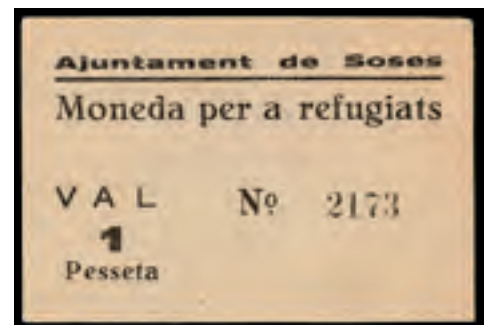 Ajuntament de Soses
Moneda per a refugiats
VAL Nº 2173
1
Pesseta